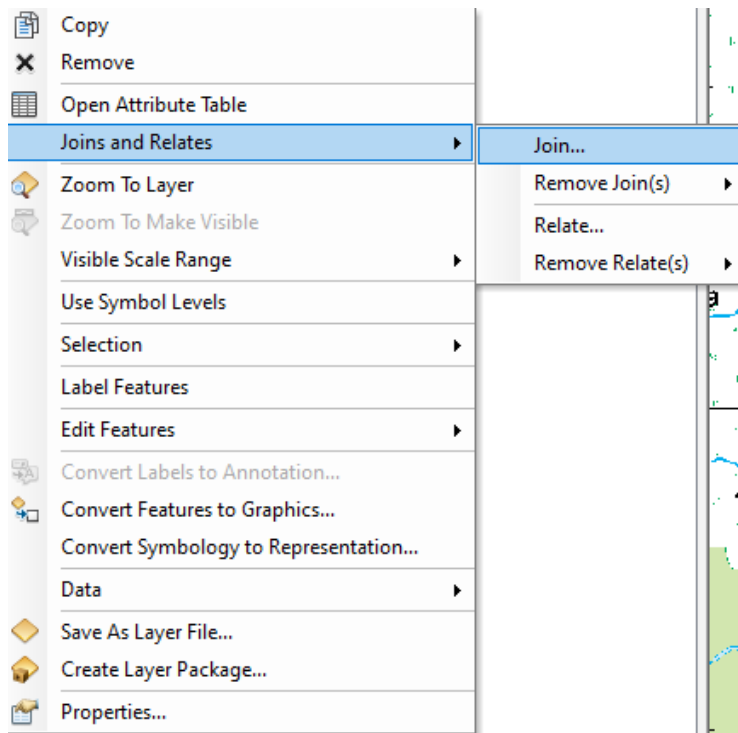 Copy
Remove
Open Attribute Table
Joins and Relates
Join...
Remove Join(s)
Relate...
Remove Relate(s)
Zoom To Layer
Zoom To Make Visible
Visible Scale Range
Use Symbol Levels
Selection
Label Features
Edit Features
Convert Labels to Annotation...
Convert Features to Graphics...
Convert Symbology to Representation...
Data
Save As Layer File...
Create Layer Package...
Properties...